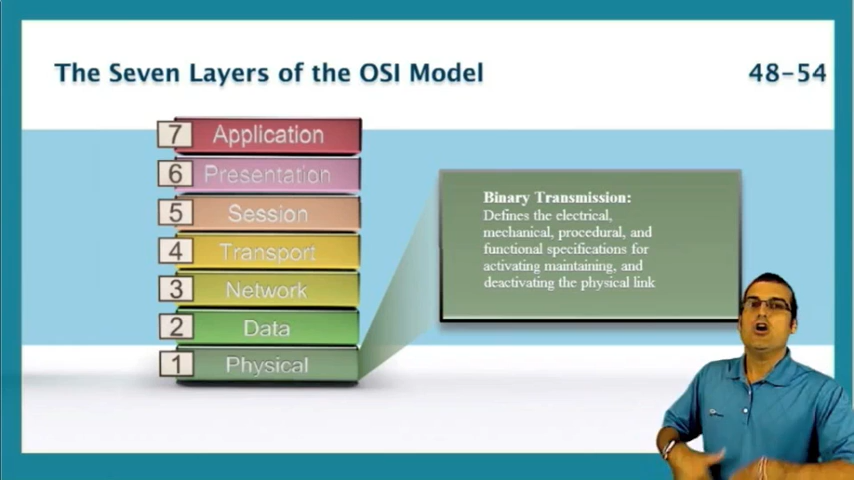 The Seven Layers of the OSI Model
48-54
7 Application
6 Presentation
5 Session
4 Transport
3 Network
2 Data
1 Physical
Binary Transmission:
Defines the electrical,
mechanical, procedural, and
functional specifications for
activating maintaining, and
deactivating the physical link